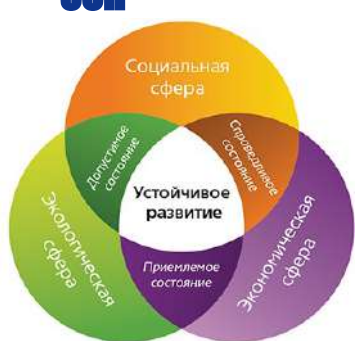 Социальная
сфера
Допустимое
состояние
Справедливое
состояние
Устойчивое
развитие
Экологическая
сфера
Экономическая
сфера
Приемлемое
состояние